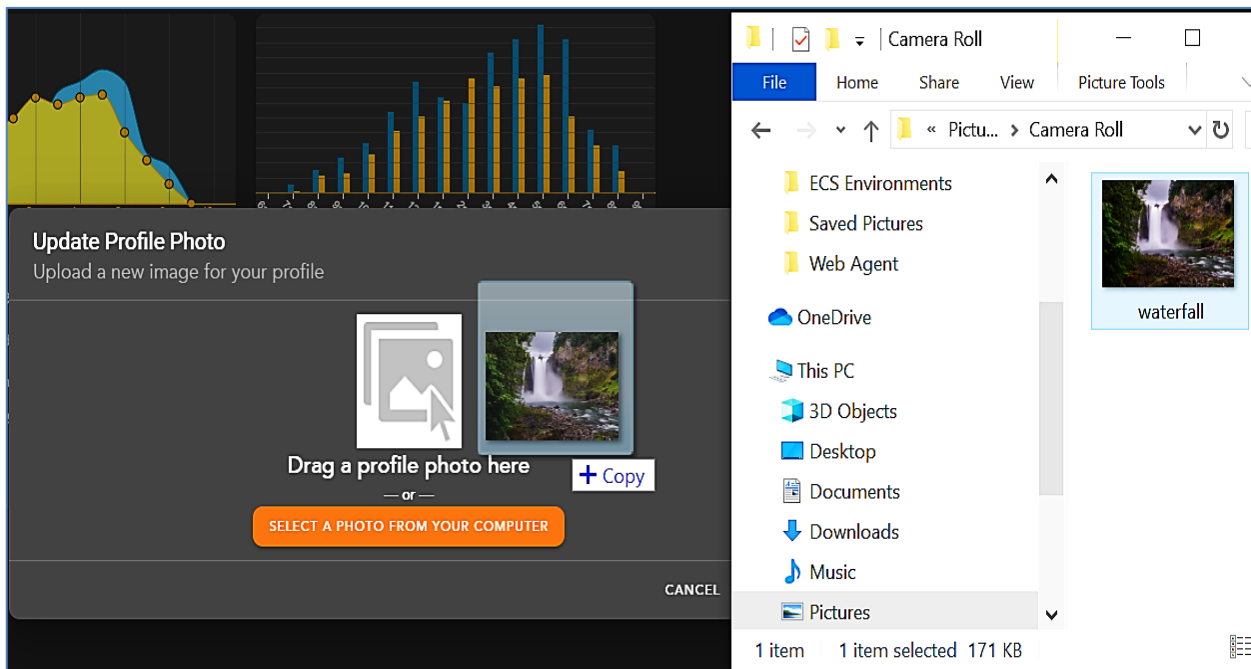 Update Profile Photo
Upload a new image for your profile
Drag a profile photo here
— or —
SELECT A PHOTO FROM YOUR COMPUTER
CANCEL
Copy
Camera Roll
File Home Share View Picture Tools
« Pictu... > Camera Roll
ECS Environments
Saved Pictures
Web Agent
OneDrive
This PC
3D Objects
Desktop
Documents
Downloads
Music
Pictures
waterfall
1 item 1 item selected 171 KB